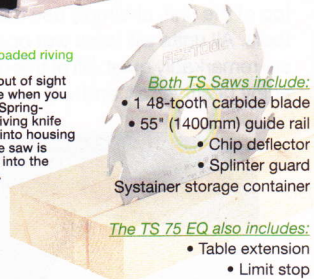 oaded riving
out of sight
e when you
Spring-
iving knife
into housing
e saw is
into the
Both TS Saws include:
• 1 48-tooth carbide blade
• 55" (1400mm) guide rail
• Chip deflector
• Splinter guard
Systainer storage container
The TS 75 EQ also includes:
• Table extension
• Limit stop